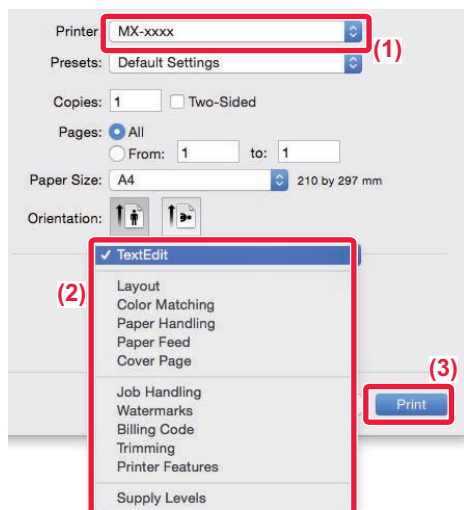 Printer: MX-xxxx
(1)
Presets: Default Settings
Copies: 1 Two-Sided
Pages: All
From: 1 to: 1
Paper Size: A4 210 by 297 mm
Orientation:
✓ TextEdit
(2)
Layout
Color Matching
Paper Handling
Paper Feed
Cover Page
(3)
Job Handling
Print
Watermarks
Billing Code
Trimming
Printer Features
Supply Levels